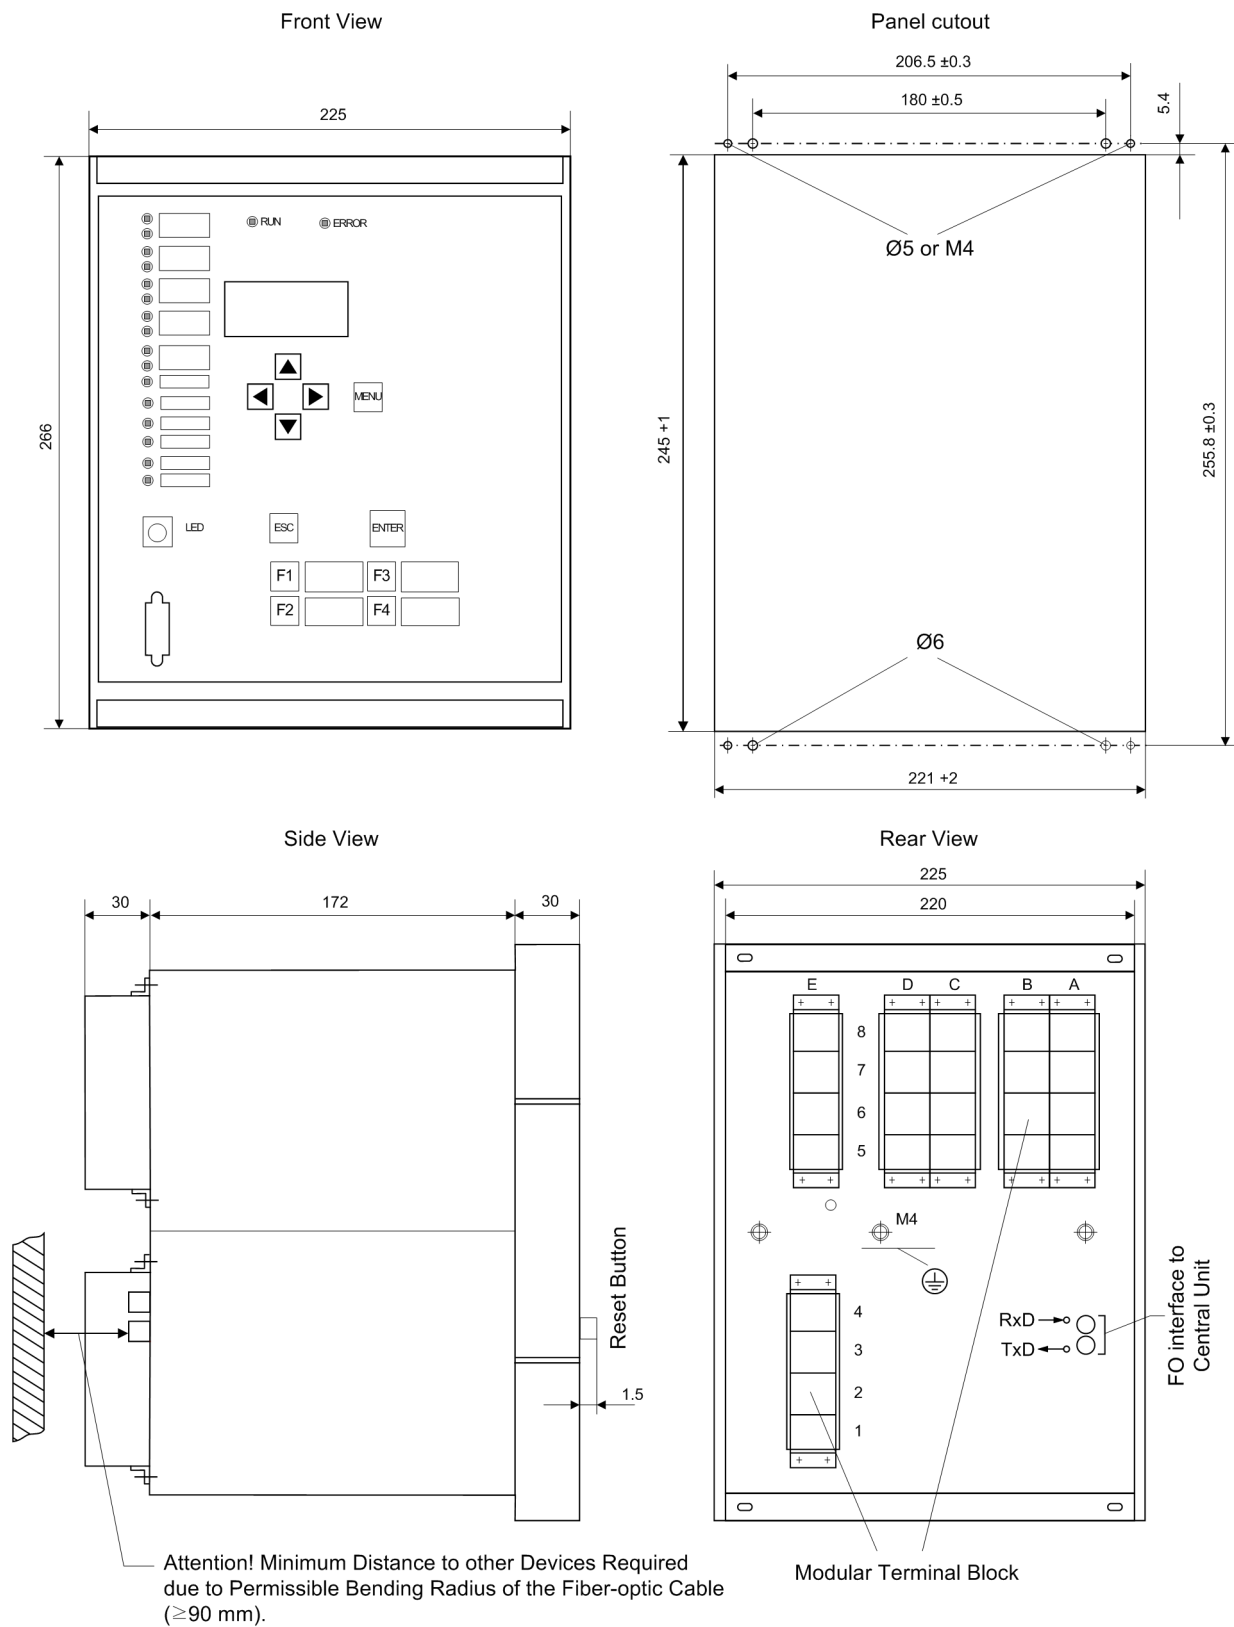 Front View
Panel cutout
206.5 ±0.3
180 ±0.5
5.4
225
RUN
ERROR
Ø5 or M4
MENU
266
245 +1
255.8 ±0.3
LED
ESC
ENTER
F1
F3
F2
F4
Ø6
221 +2
Side View
Rear View
225
30
172
30
220
E
D
C
B
A
8
7
6
5
M4
Reset Button
FO interface to
Central Unit
4
RxD
TxD
3
2
1.5
1
Attention! Minimum Distance to other Devices Required
due to Permissible Bending Radius of the Fiber-optic Cable
(≥90 mm).
Modular Terminal Block